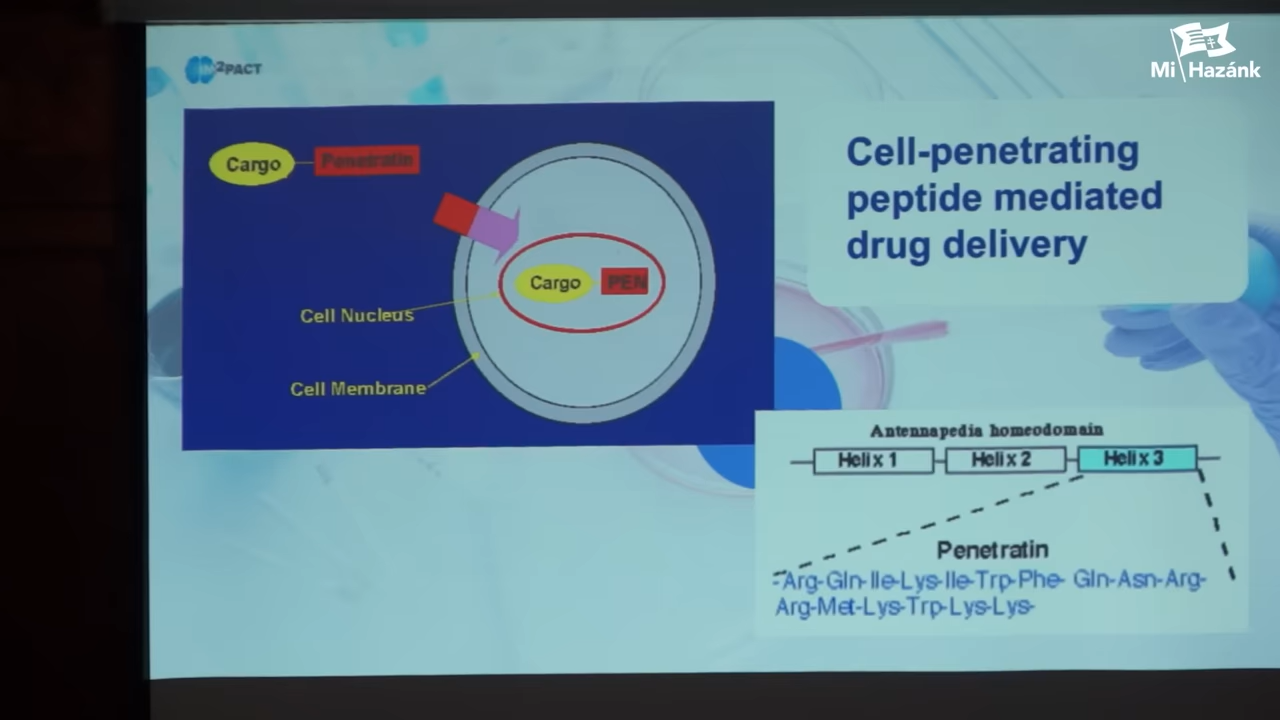 2PACT
Mi Hazánk
Cargo
Penetratin
Cargo
PEN
Cell Nucleus
Cell Membrane
Cell-penetrating
peptide mediated
drug delivery
Antennapedia homeodomain
Helix 1
Helix 2
Helix 3
Penetratin
-Arg-Gln-Ile-Lys-Ile-Trp-Phe- Gln-Asn-Arg-
Arg-Met-Lys-Trp-Lys-Lys-